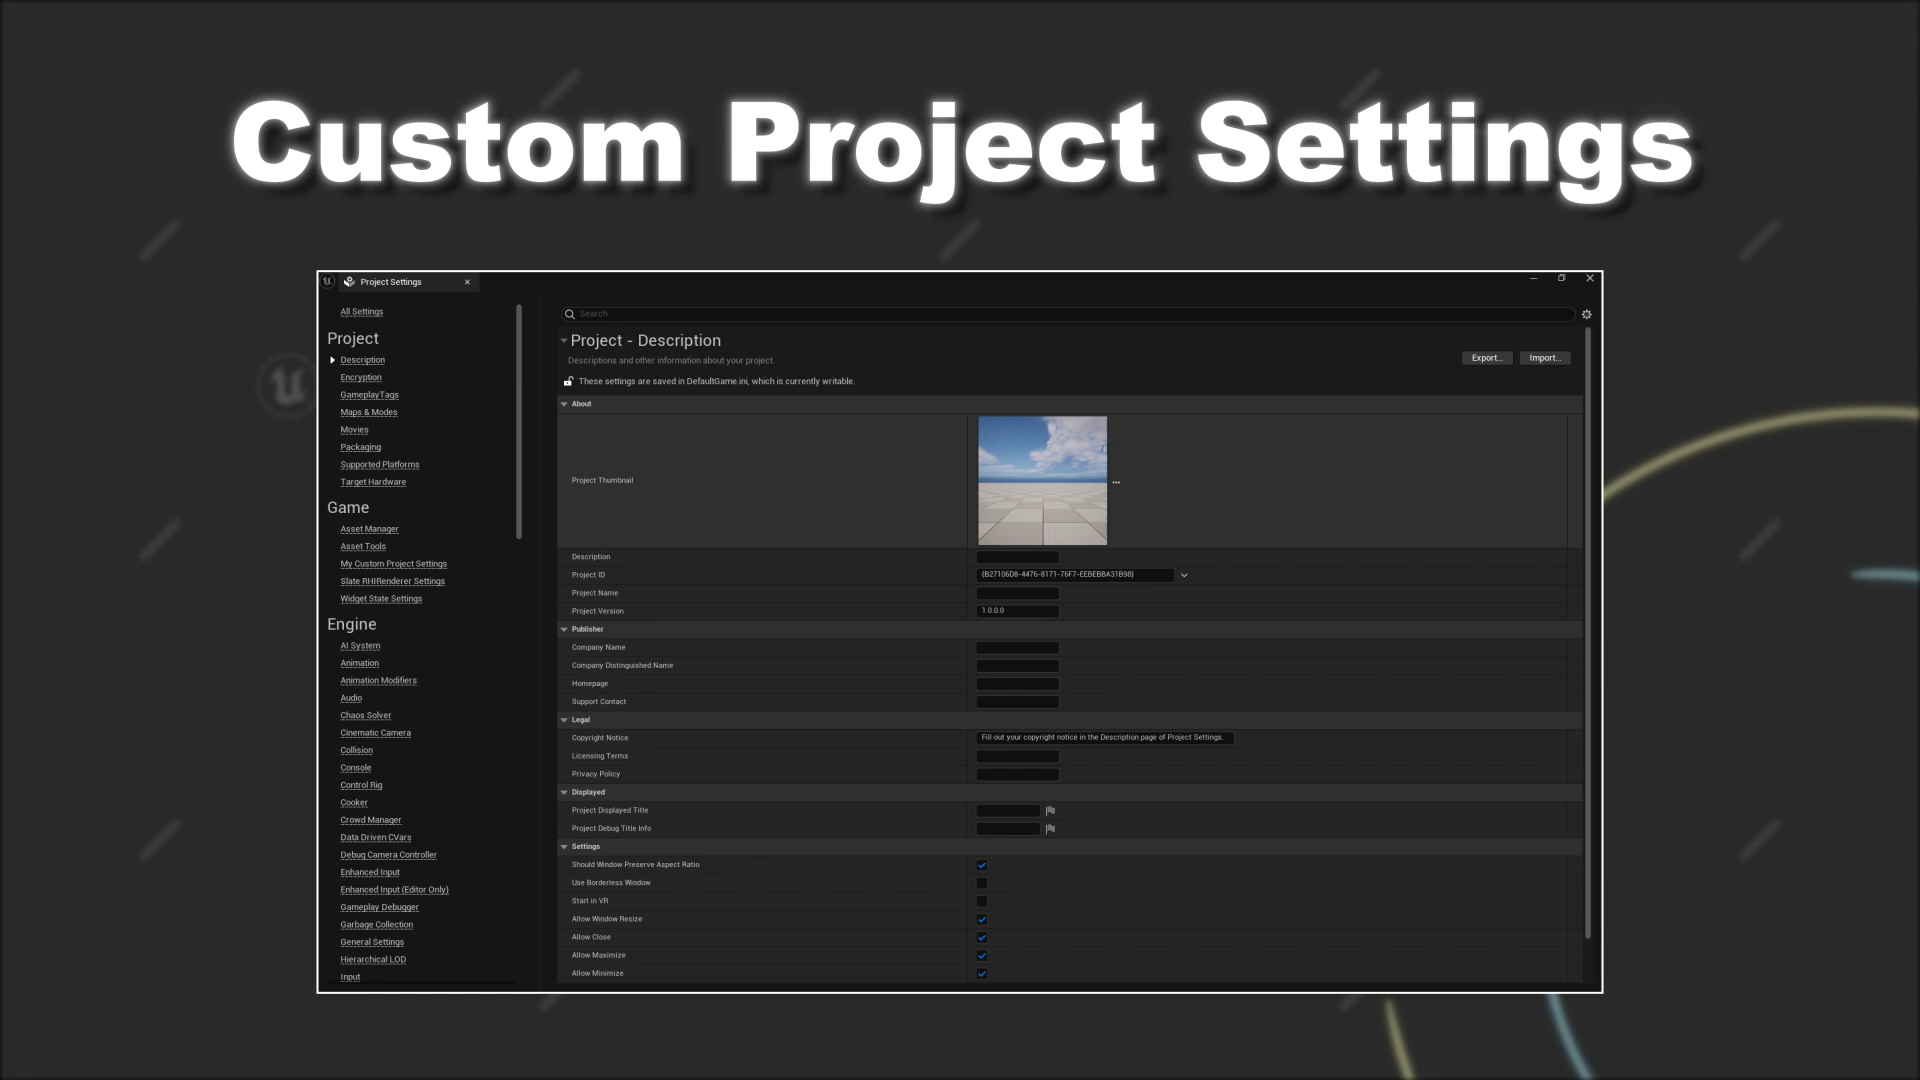 Custom Project Settings
Project Settings
All Settings
Project
Description
Encryption
GameplayTags
Maps & Modes
Movies
Packaging
Supported Platforms
Target Hardware
Game
Asset Manager
Asset Tools
My Custom Project Settings
Slate RHIRenderer Settings
Widget State Settings
Engine
AI System
Animation
Animation Modifiers
Audio
Chaos Solver
Cinematic Camera
Collision
Console
Control Rig
Cooker
Crowd Manager
Data Driven CVars
Debug Camera Controller
Enhanced Input
Enhanced Input (Editor Only)
Gameplay Debugger
Garbage Collection
General Settings
Hierarchical LOD
Input
Search
Project - Description
Descriptions and other information about your project.
Export...
Import...
These settings are saved in DefaultGame.ini, which is currently writable.
About
Project Thumbnail
Description
Project ID
{B27106D8-4476-8171-76F7-EEBEBBA31B98}
Project Name
Project Version
1.0.0.0
Publisher
Company Name
Company Distinguished Name
Homepage
Support Contact
Legal
Copyright Notice
Fill out your copyright notice in the Description page of Project Settings.
Licensing Terms
Privacy Policy
Displayed
Project Displayed Title
Project Debug Title Info
Settings
Should Window Preserve Aspect Ratio
Use Borderless Window
Start in VR
Allow Window Resize
Allow Close
Allow Maximize
Allow Minimize